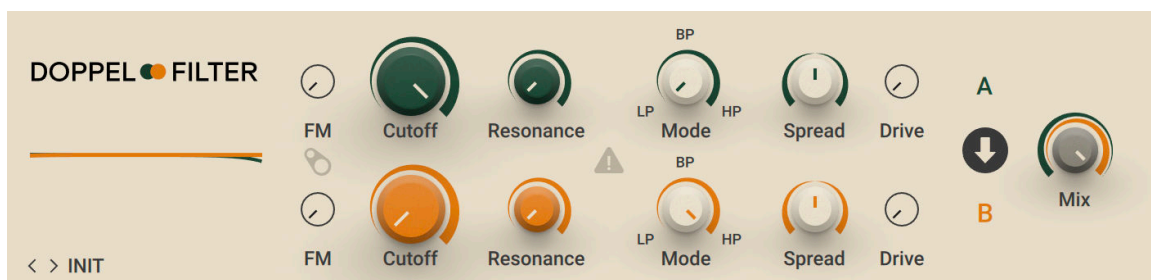 DOPPEL FILTER
FM
Cutoff
Resonance
BP
LP
HP
Mode
Spread
Drive
A
FM
Cutoff
Resonance
BP
LP
HP
Mode
Spread
Drive
B
Mix
< > INIT